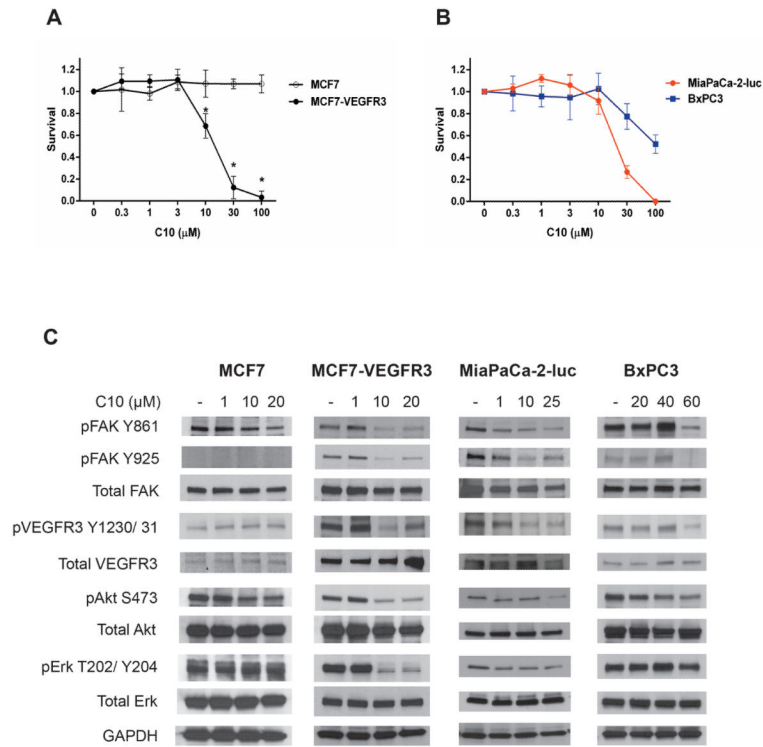 A
Survival
1.2
1.0
0.8
0.6
0.4
0.2
0.0
* * *
0 0.3 1 3 10 30 100
C10 (μM)
MCF7
MCF7-VEGFR3
B
Survival
1.2
1.0
0.8
0.6
0.4
0.2
0.0
0 0.3 1 3 10 30 100
C10 (μM)
MiaPaCa-2-luc
BxPC3
C
MCF7 MCF7-VEGFR3 MiaPaCa-2-luc BxPC3
C10 (μM) - 1 10 20 - 1 10 20 - 1 10 25 - 20 40 60
pFAK Y861
pFAK Y925
Total FAK
pVEGFR3 Y1230/ 31
Total VEGFR3
pAkt S473
Total Akt
pErk T202/ Y204
Total Erk
GAPDH